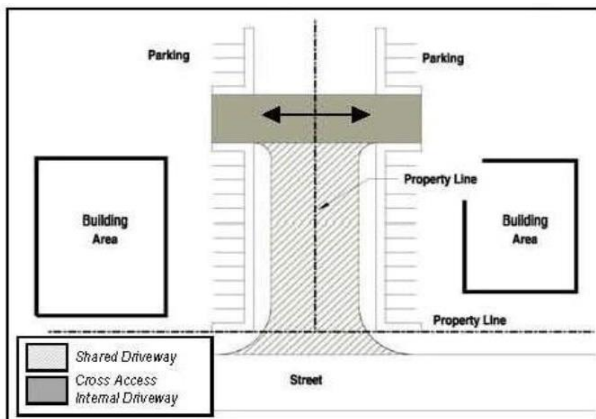 Parking
Parking
Property Line
Building
Area
Building
Area
Property Line
Shared Driveway
Cross Access
Internal Driveway
Street